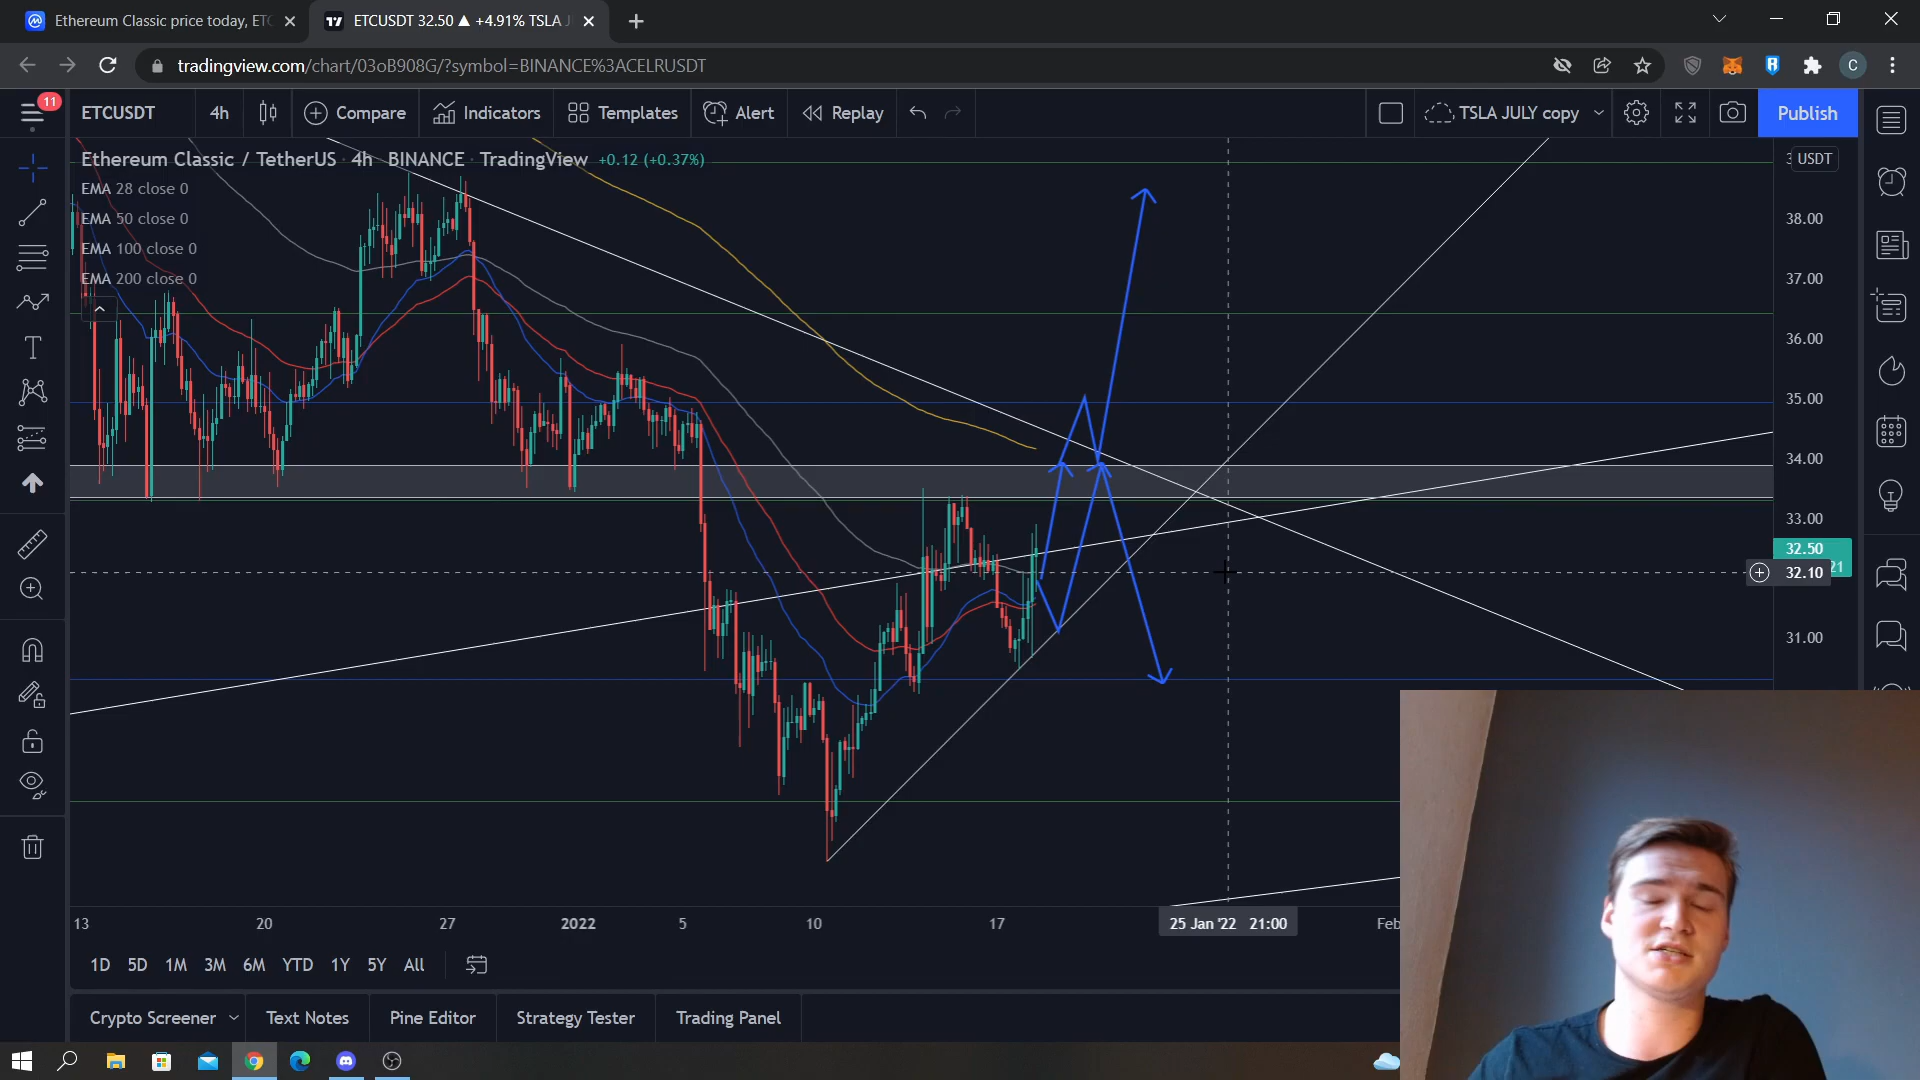 Ethereum Classic price today, ETC
ETCUSDT 32.50 ▲ +4.91% TSLA J
tradingview.com/chart/03oB908G/?symbol=BINANCE%3ACELRUSDT
C
11
ETCUSDT
4h
Compare
Indicators
Templates
Alert
Replay
TSLA JULY copy
Publish
Ethereum Classic / TetherUS · 4h · BINANCE · TradingView +0.12 (+0.37%)
USDT
EMA 28 close 0
EMA 50 close 0
EMA 100 close 0
EMA 200 close 0
38.00
37.00
36.00
35.00
34.00
33.00
32.50
21
32.10
31.00
13
20
27
2022
5
10
17
25 Jan '22 21:00
Feb
1D
5D
1M
3M
6M
YTD
1Y
5Y
All
Crypto Screener
Text Notes
Pine Editor
Strategy Tester
Trading Panel